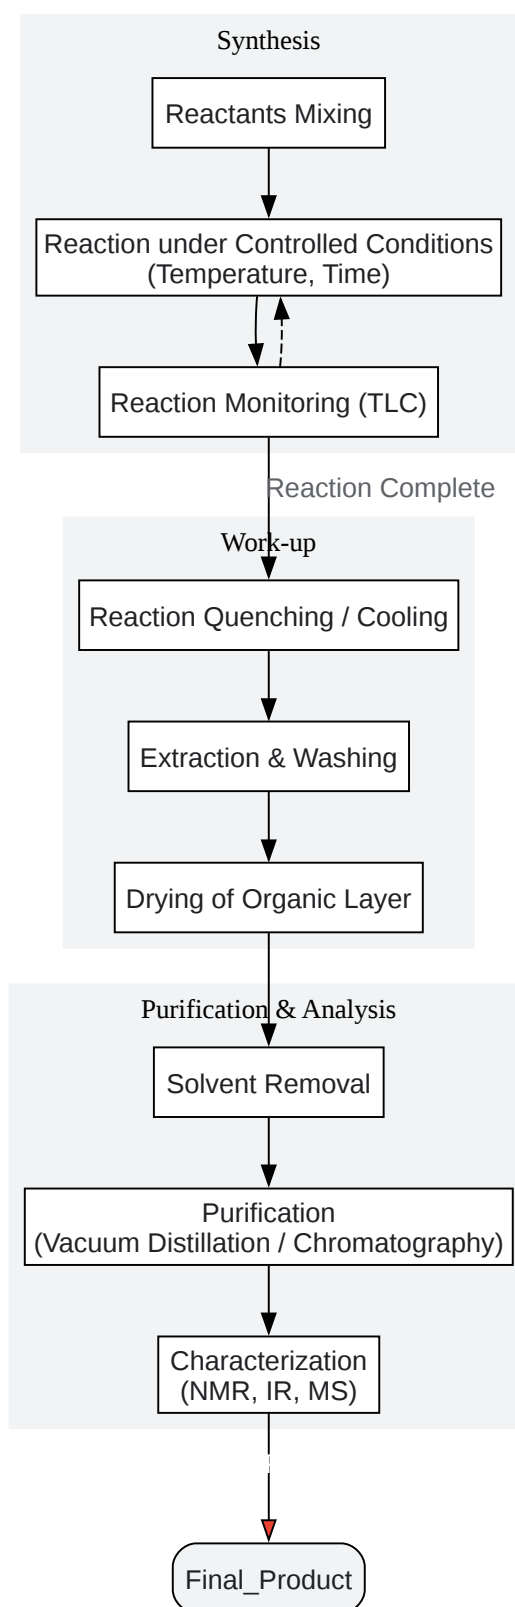 Synthesis
Reactants Mixing
Reaction under Controlled Conditions
(Temperature, Time)
Reaction Monitoring (TLC)
Reaction Complete
Work-up
Reaction Quenching / Cooling
Extraction & Washing
Drying of Organic Layer
Purification & Analysis
Solvent Removal
Purification
(Vacuum Distillation / Chromatography)
Characterization
(NMR, IR, MS)
Final_Product